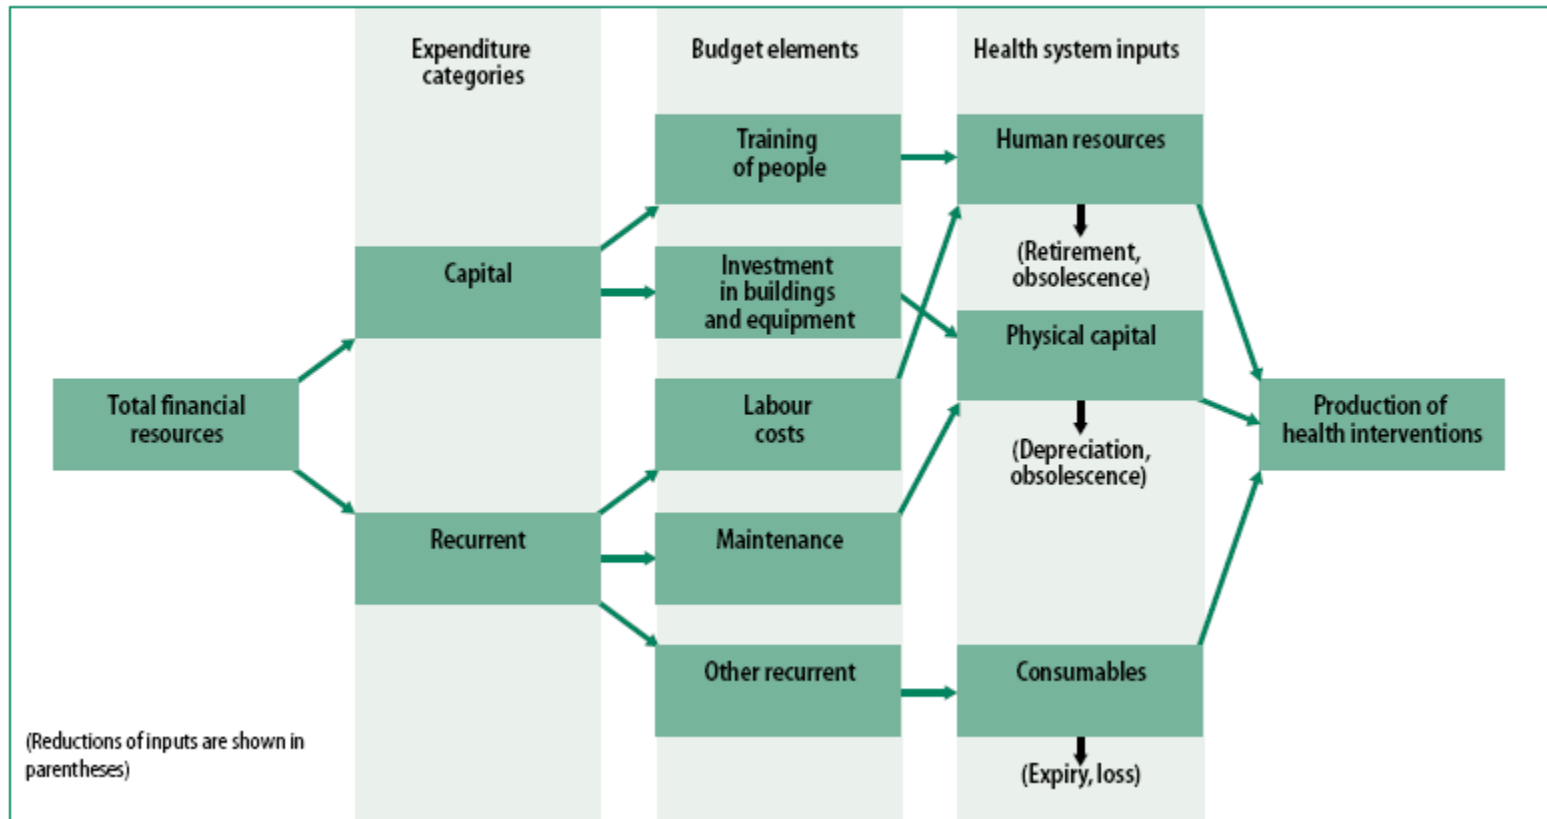 Expenditure
categories
Budget elements
Health system inputs
Training
of people
Human resources
(Retirement,
obsolescence)
Capital
Investment
in buildings
and equipment
Physical capital
(Depreciation,
obsolescence)
Total financial
resources
Labour
costs
Production of
health interventions
Recurrent
Maintenance
Other recurrent
Consumables
(Expiry, loss)
(Reductions of inputs are shown in
parentheses)